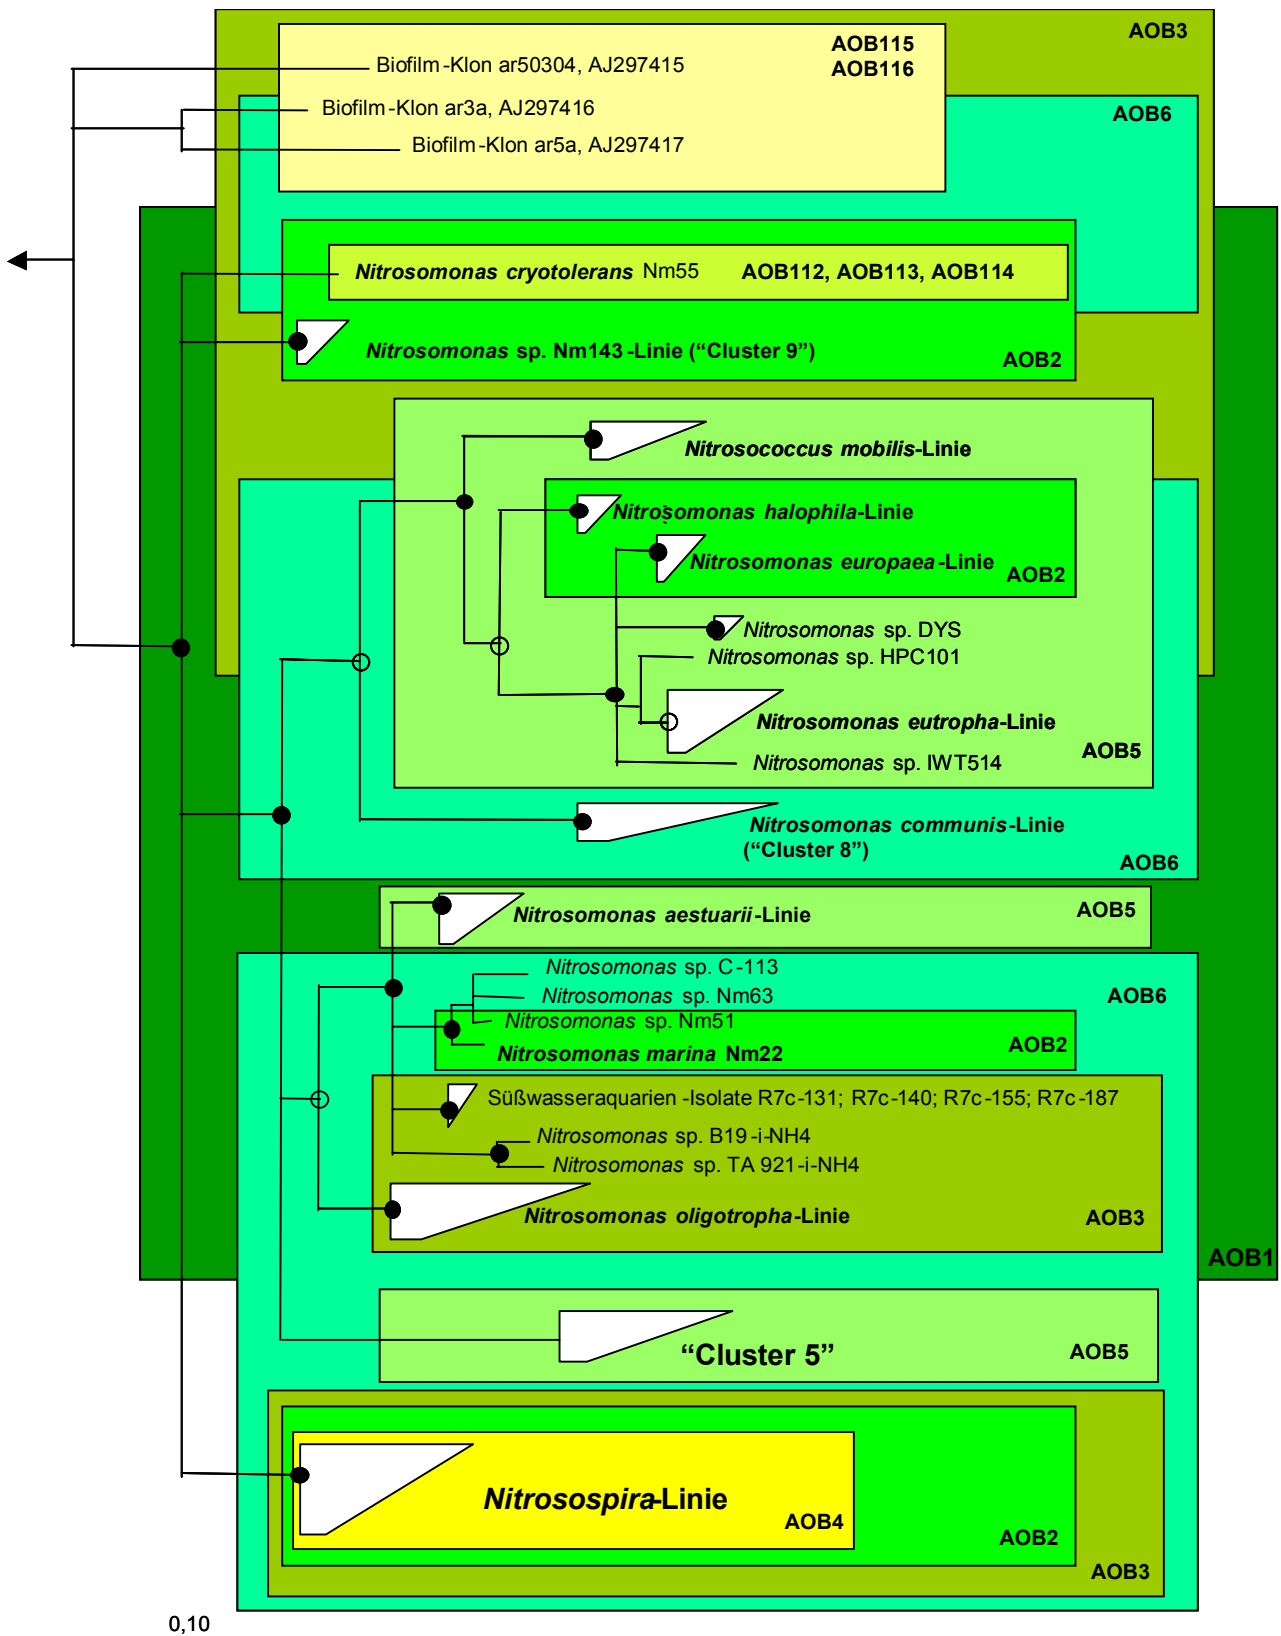 AOB3
AOB115
AOB116
Biofilm-Klon ar50304, AJ297415
Biofilm-Klon ar3a, AJ297416
AOB6
Biofilm-Klon ar5a, AJ297417
Nitrosomonas cryotolerans Nm55 AOB112, AOB113, AOB114
Nitrosomonas sp. Nm143-Linie (“Cluster 9”)
AOB2
Nitrosococcus mobilis-Linie
Nitrosomonas halophila-Linie
Nitrosomonas europaea-Linie
AOB2
Nitrosomonas sp. DYS
Nitrosomonas sp. HPC101
Nitrosomonas eutropha-Linie
AOB5
Nitrosomonas sp. IWT514
Nitrosomonas communis-Linie
(“Cluster 8”)
AOB6
Nitrosomonas aestuarii-Linie
AOB5
Nitrosomonas sp. C-113
Nitrosomonas sp. Nm63
AOB6
Nitrosomonas sp. Nm51
Nitrosomonas marina Nm22
AOB2
Süßwasseraquarien-Isolate R7c-131; R7c-140; R7c-155; R7c-187
Nitrosomonas sp. B19-i-NH4
Nitrosomonas sp. TA 921-i-NH4
Nitrosomonas oligotropha-Linie
AOB3
AOB1
“Cluster 5”
AOB5
Nitrosospira-Linie
AOB4
AOB2
AOB3
0,10